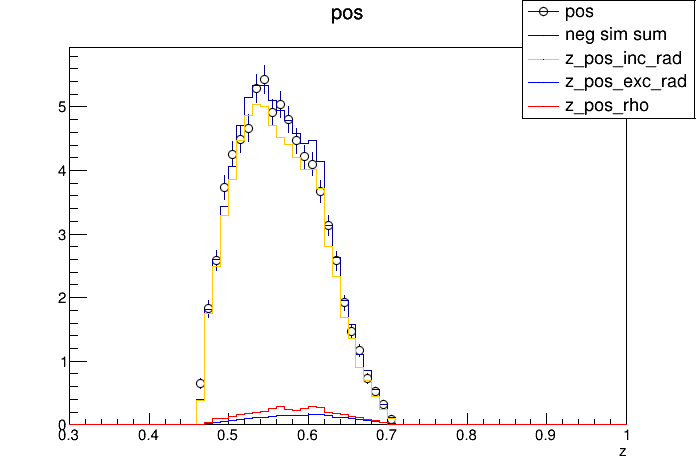 pos
pos
neg sim sum
z_pos_inc_rad
z_pos_exc_rad
z_pos_rho
5
4
3
2
1
0
0.3 0.4 0.5 0.6 0.7 0.8 0.9 1
z